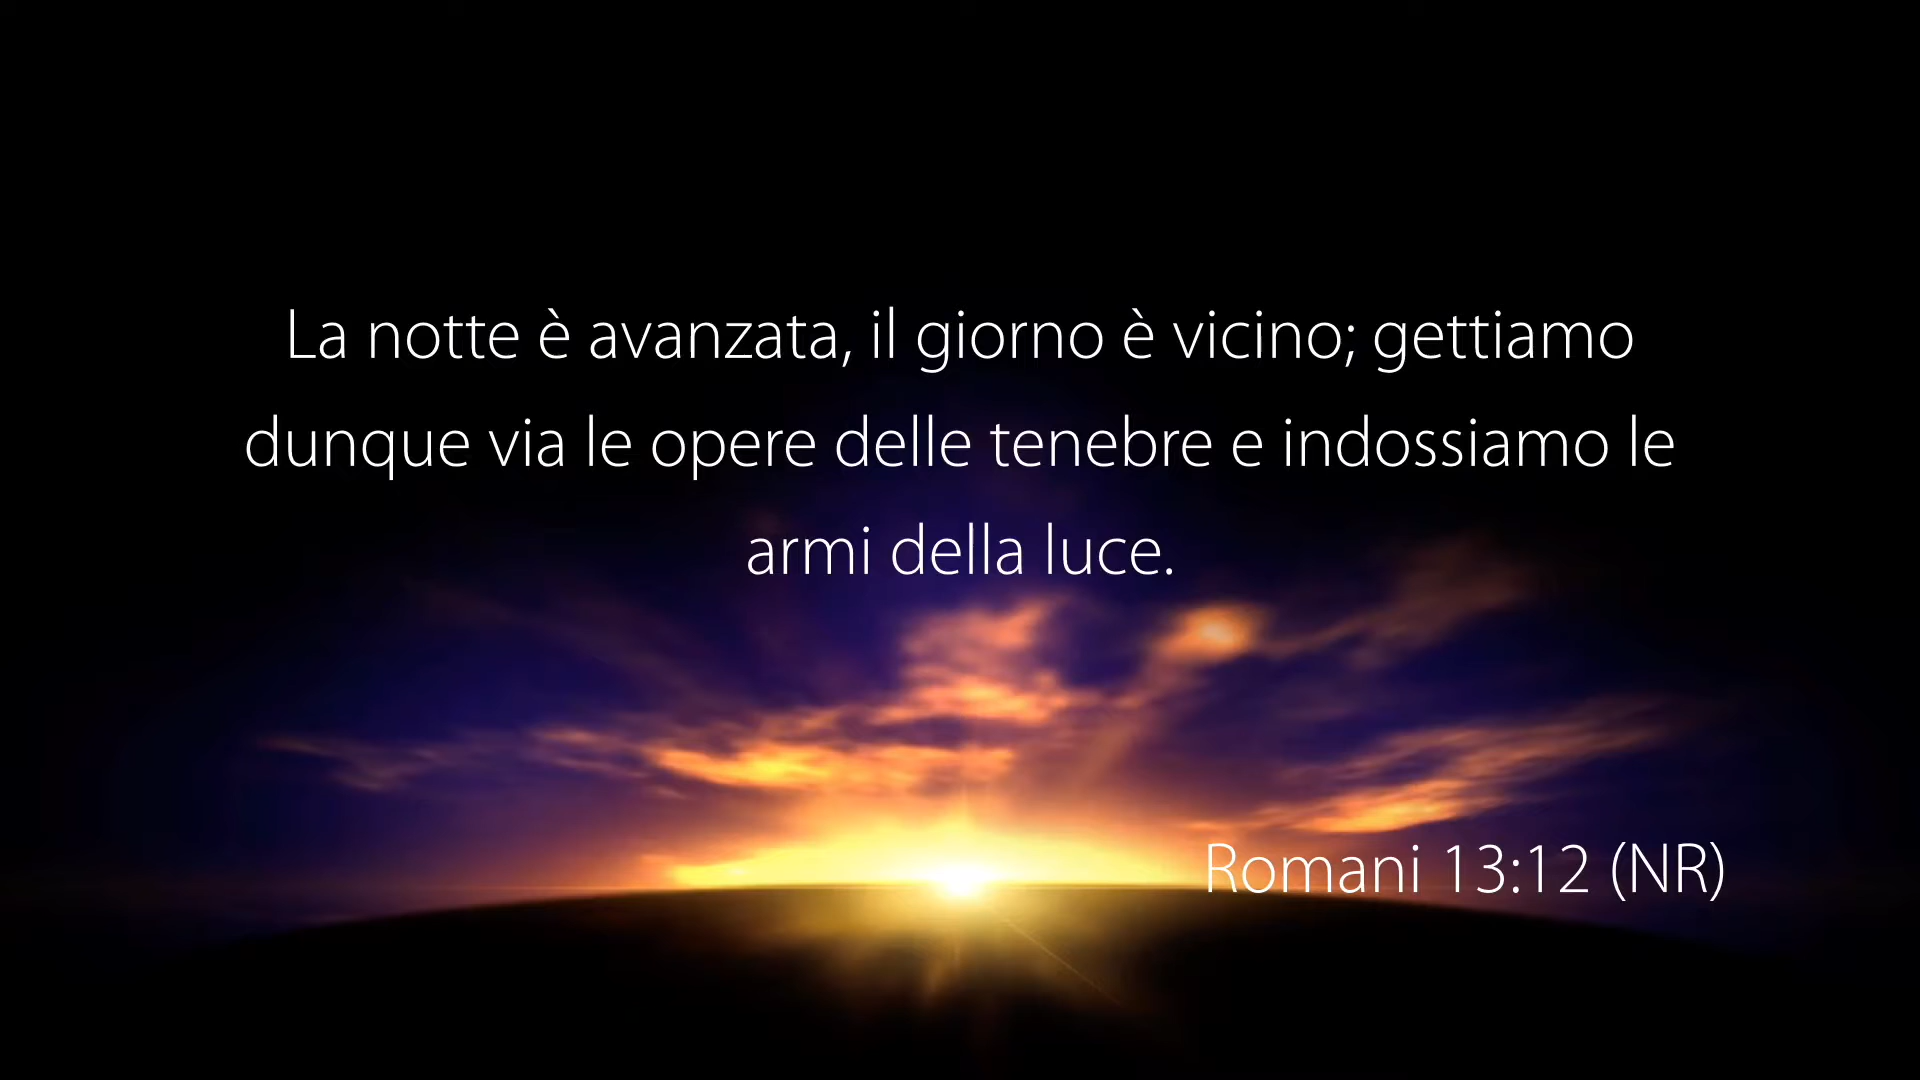 La notte è avanzata, il giorno è vicino; gettiamo
dunque via le opere delle tenebre e indossiamo le
armi della luce.
Romani 13:12 (NR)